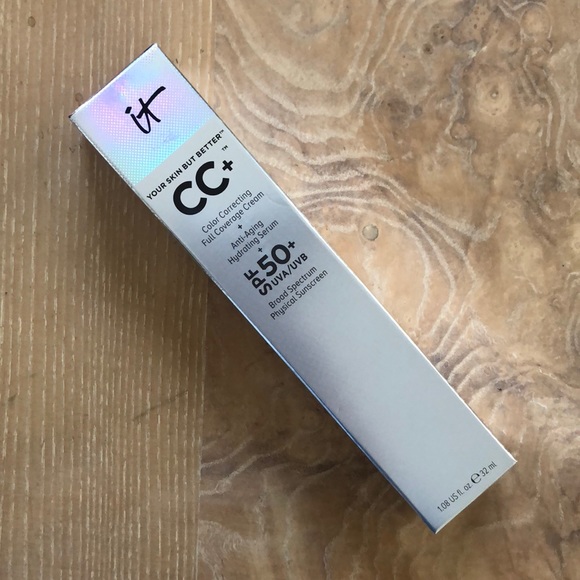 it
YOUR SKIN BUT BETTER™
CC+™
Color Correcting
Full Coverage Cream
+
Anti-Aging
Hydrating Serum
+
SPF 50+
UVA/UVB
Broad Spectrum
Physical Sunscreen
1.08 US fl. oz. ℮ 32 ml